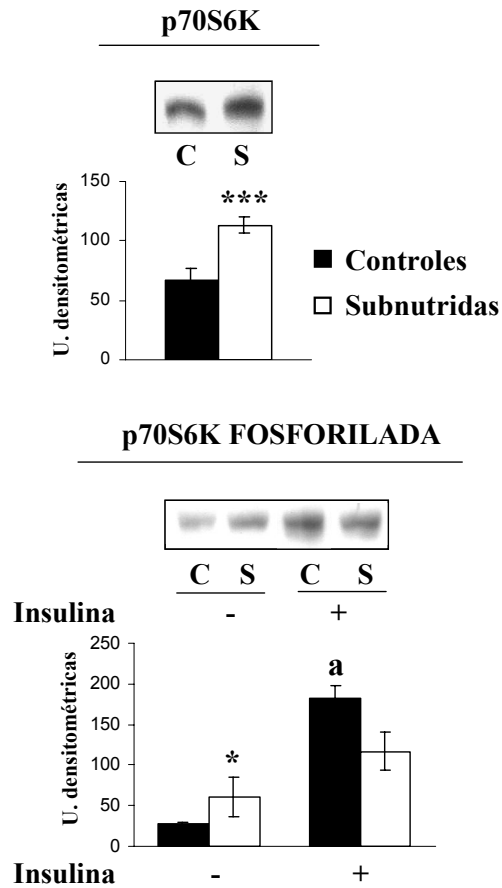 p70S6K
C S
U. densitométricas
150
100
50
0
***
Controles
Subnutridas
p70S6K FOSFORILADA
C S C S
Insulina - +
U. densitométricas
250
200
150
100
50
0
*
a
Insulina - +